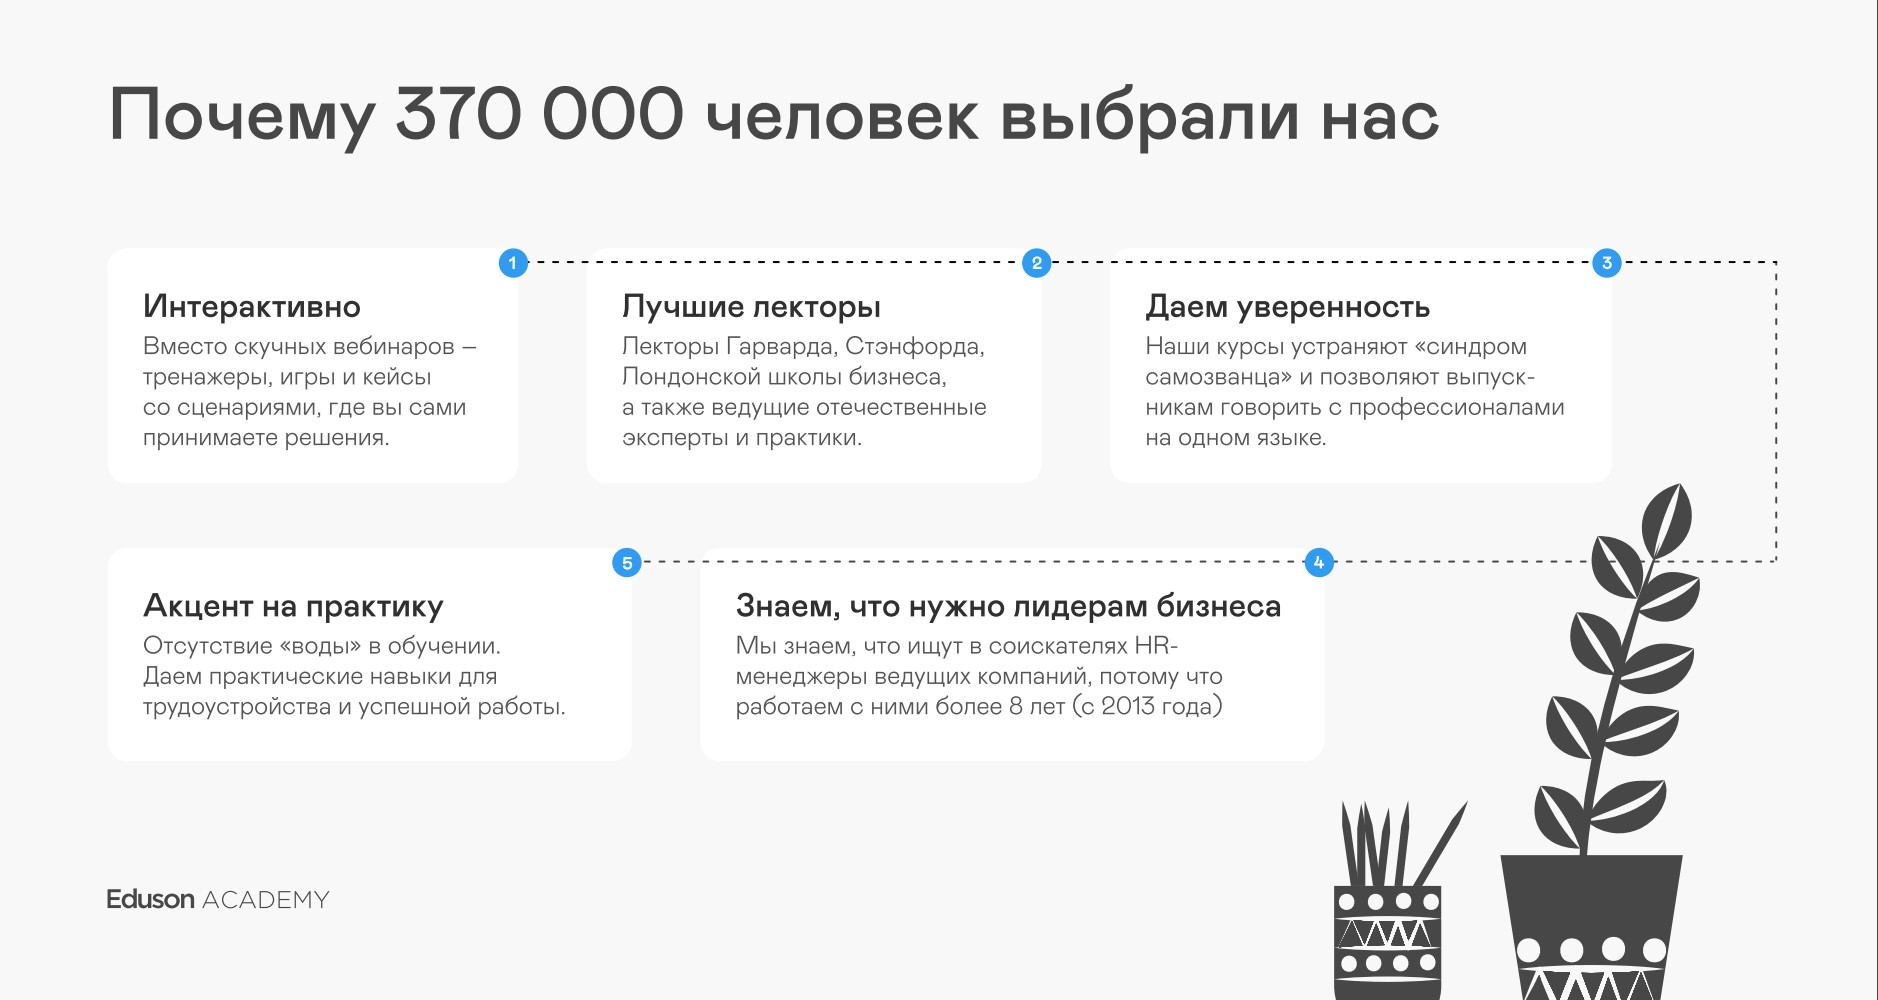 Почему 370 000 человек выбрали нас
1
Интерактивно
Вместо скучных вебинаров –
тренажеры, игры и кейсы
со сценариями, где вы сами
принимаете решения.
2
Лучшие лекторы
Лекторы Гарварда, Стэнфорда,
Лондонской школы бизнеса,
а также ведущие отечественные
эксперты и практики.
3
Даем уверенность
Наши курсы устраняют «синдром
самозванца» и позволяют выпуск-
никам говорить с профессионалами
на одном языке.
4
Знаем, что нужно лидерам бизнеса
Мы знаем, что ищут в соискателях HR-
менеджеры ведущих компаний, потому что
работаем с ними более 8 лет (с 2013 года)
5
Акцент на практику
Отсутствие «воды» в обучении.
Даем практические навыки для
трудоустройства и успешной работы.
Eduson ACADEMY